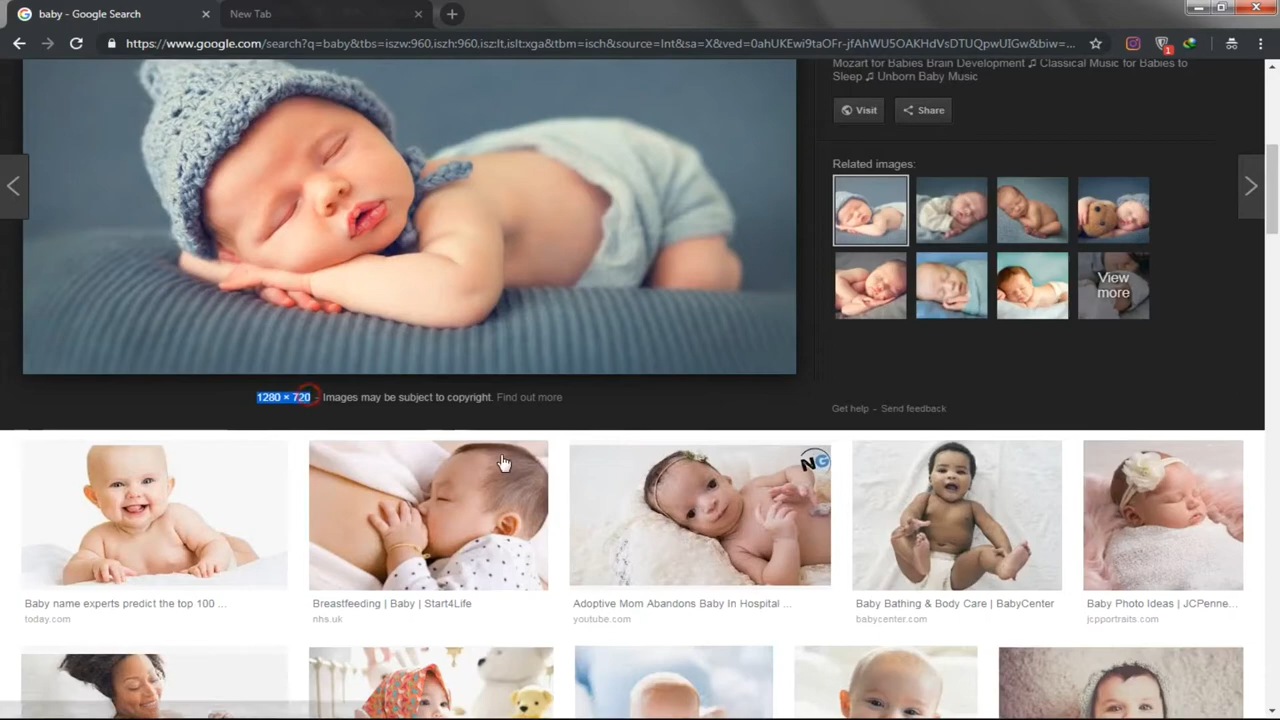 baby - Google Search
New Tab
https://www.google.com/search?q=baby&tbs=iszw:960,iszh:960,isz:lt,islt:xga&tbm=isch&source=lnt&sa=X&ved=0ahUKEwi9taOFr-jfAhWU5OAKHdVsDTUQpwUIGw&biw=...
1
Mozart for Babies Brain Development ♫ Classical Music for Babies to
Sleep ♫ Unborn Baby Music
Visit
Share
Related images:
View
more
1280 × 720 - Images may be subject to copyright. Find out more
Get help - Send feedback
NG
Baby name experts predict the top 100 ...
today.com
Breastfeeding | Baby | Start4Life
nhs.uk
Adoptive Mom Abandons Baby In Hospital ...
youtube.com
Baby Bathing & Body Care | BabyCenter
babycenter.com
Baby Photo Ideas | JCPenne...
jcpportraits.com